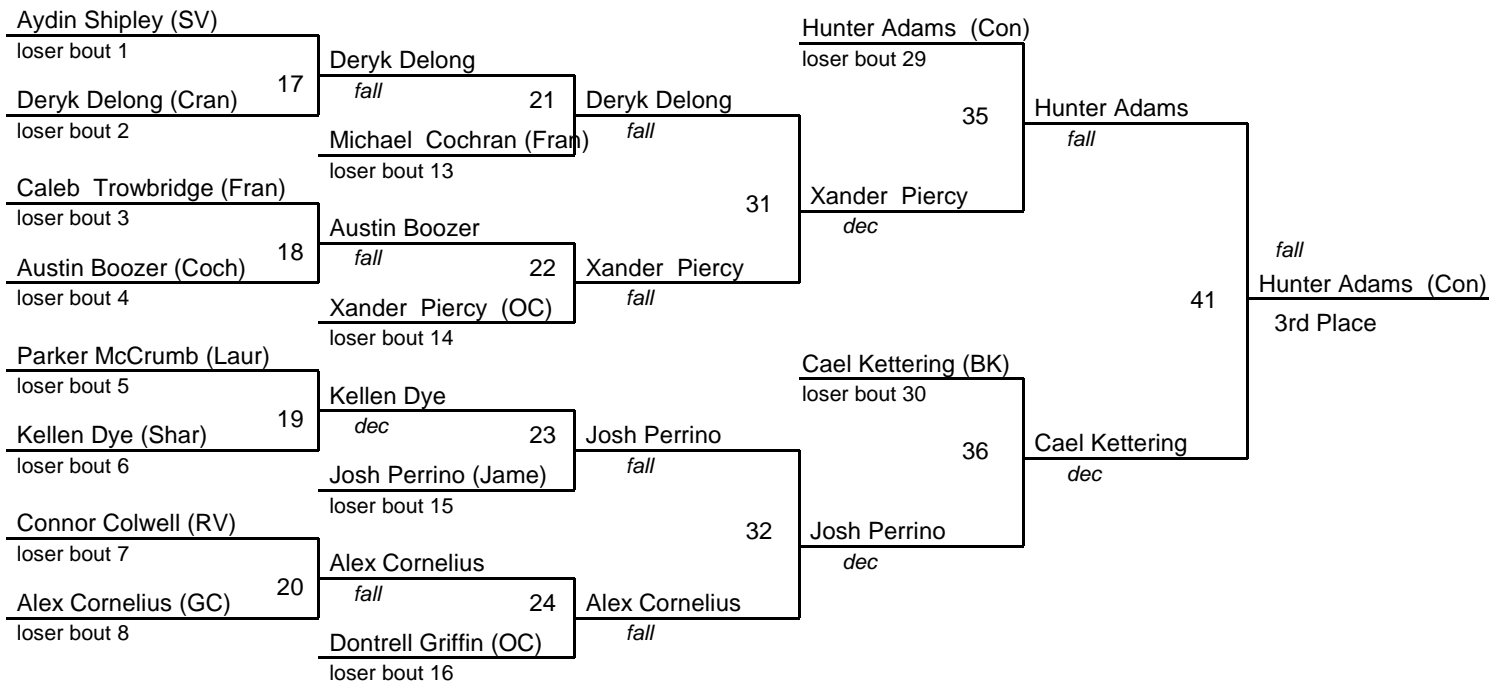 Aydin Shipley (SV)
loser bout 1
17
Deryk Delong (Cran)
loser bout 2
Caleb Trowbridge (Fran)
loser bout 3
18
Austin Boozer (Coch)
loser bout 4
Parker McCrumb (Laur)
loser bout 5
19
Kellen Dye (Shar)
loser bout 6
Connor Colwell (RV)
loser bout 7
20
Alex Cornelius (GC)
loser bout 8
Deryk Delong
fall
21
Michael Cochran (Fran)
loser bout 13
Austin Boozer
fall
22
Xander Piercy (OC)
loser bout 14
Kellen Dye
dec
23
Josh Perrino (Jame)
loser bout 15
Alex Cornelius
fall
24
Dontrell Griffin (OC)
loser bout 16
Deryk Delong
fall
31
Xander Piercy
fall
Josh Perrino
fall
32
Alex Cornelius
fall
Hunter Adams (Con)
loser bout 29
35
Xander Piercy
dec
Cael Kettering (BK)
loser bout 30
36
Josh Perrino
dec
Hunter Adams
fall
41
Cael Kettering
dec
fall
Hunter Adams (Con)
3rd Place